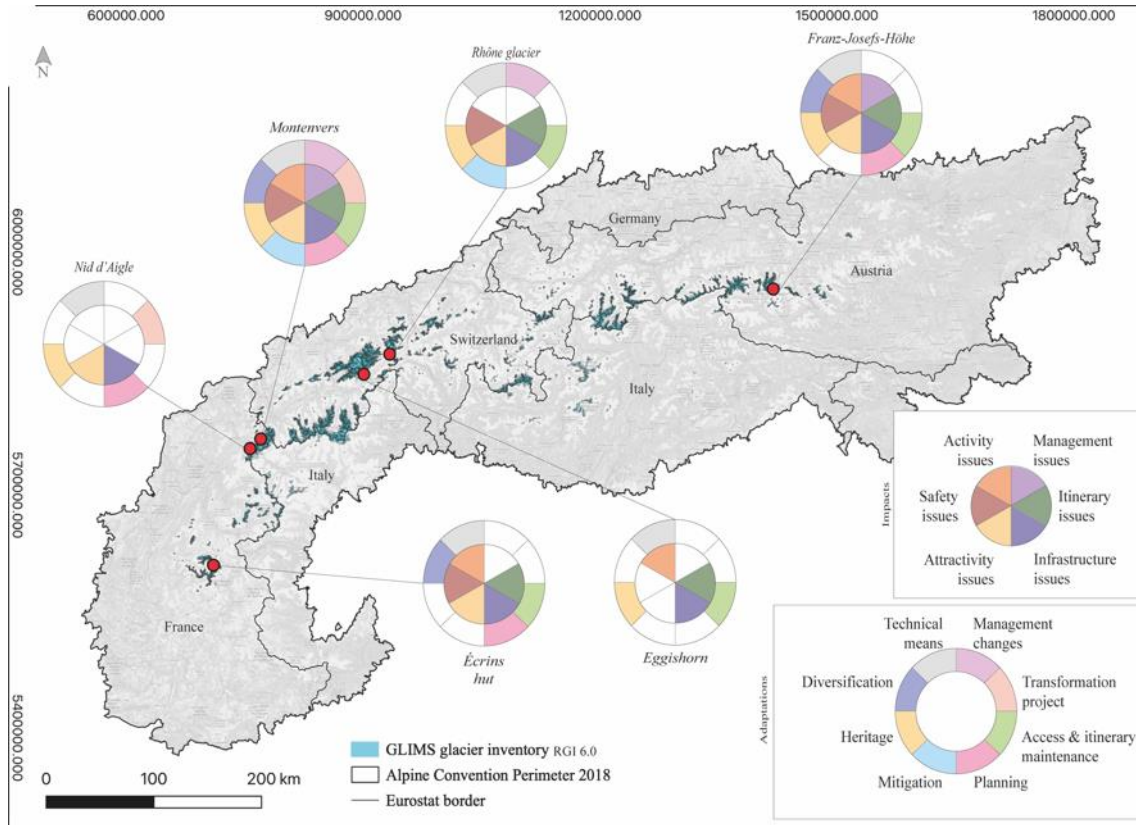 600000.000
900000.000
1200000.000
1500000.000
1800000.000
N
6000000.000
5700000.000
5400000.000
Rhône glacier
Franz-Josefs-Höhe
Montenvers
Nid d'Aigle
Germany
Austria
Switzerland
Italy
Italy
France
Écrins
hut
Eggishorn
Impacts
Activity
issues
Management
issues
Safety
issues
Itinerary
issues
Attractivity
issues
Infrastructure
issues
Adaptations
Technical
means
Management
changes
Diversification
Transformation
project
Heritage
Access & itinerary
maintenance
Mitigation
Planning
GLIMS glacier inventory RGI 6.0
Alpine Convention Perimeter 2018
Eurostat border
0
100
200 km